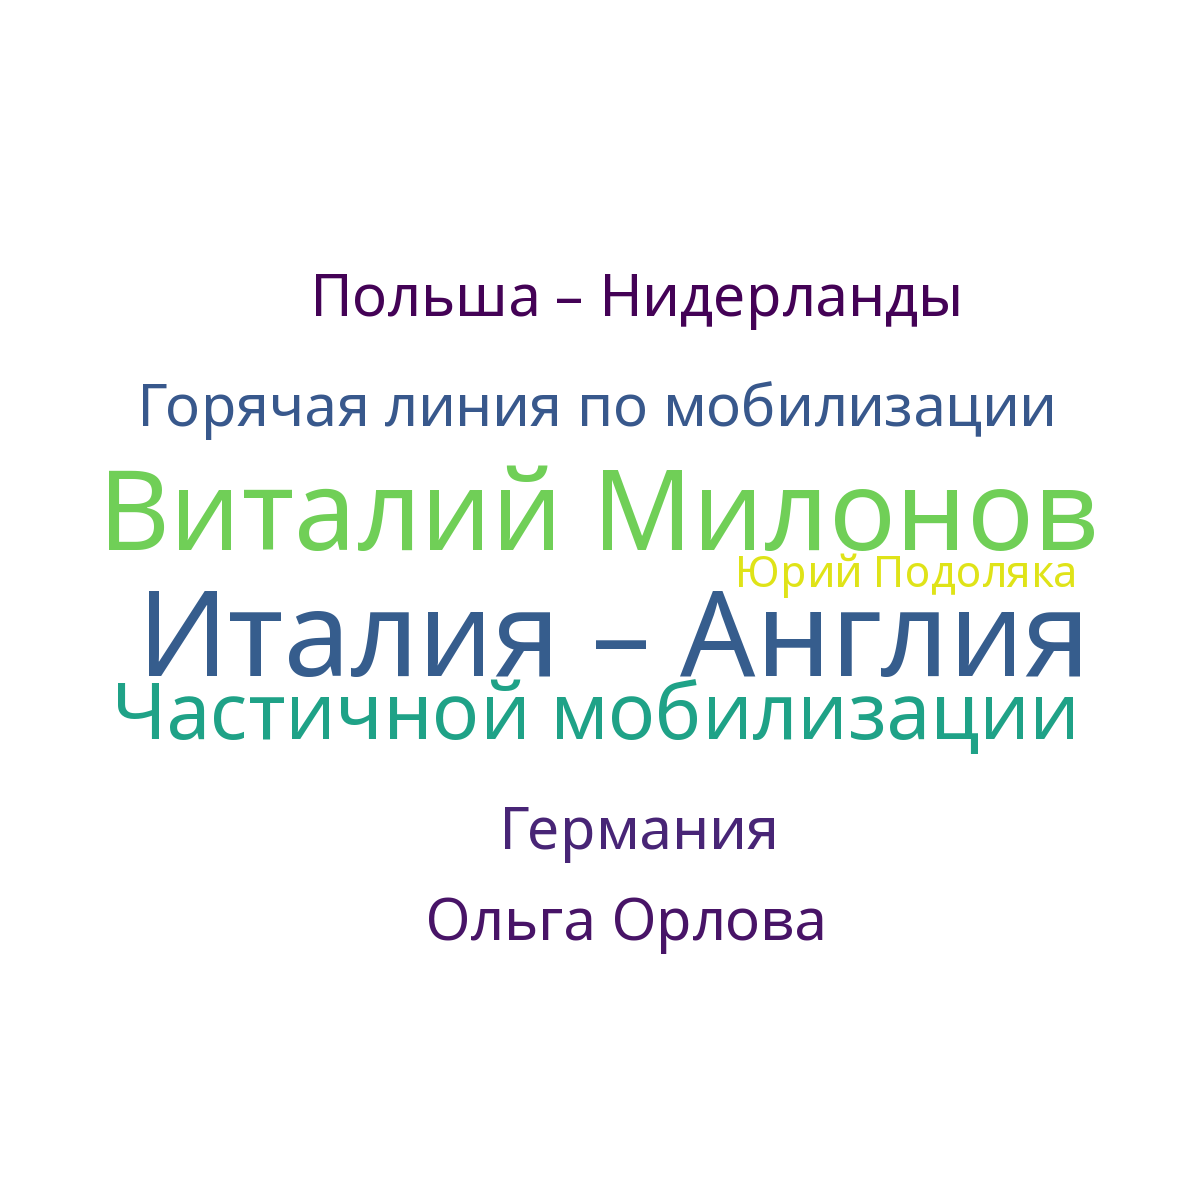 Польша – Нидерланды
Горячая линия по мобилизации
Виталий Милонов
Юрий Подоляка
Италия – Англия
Частичной мобилизации
Германия
Ольга Орлова